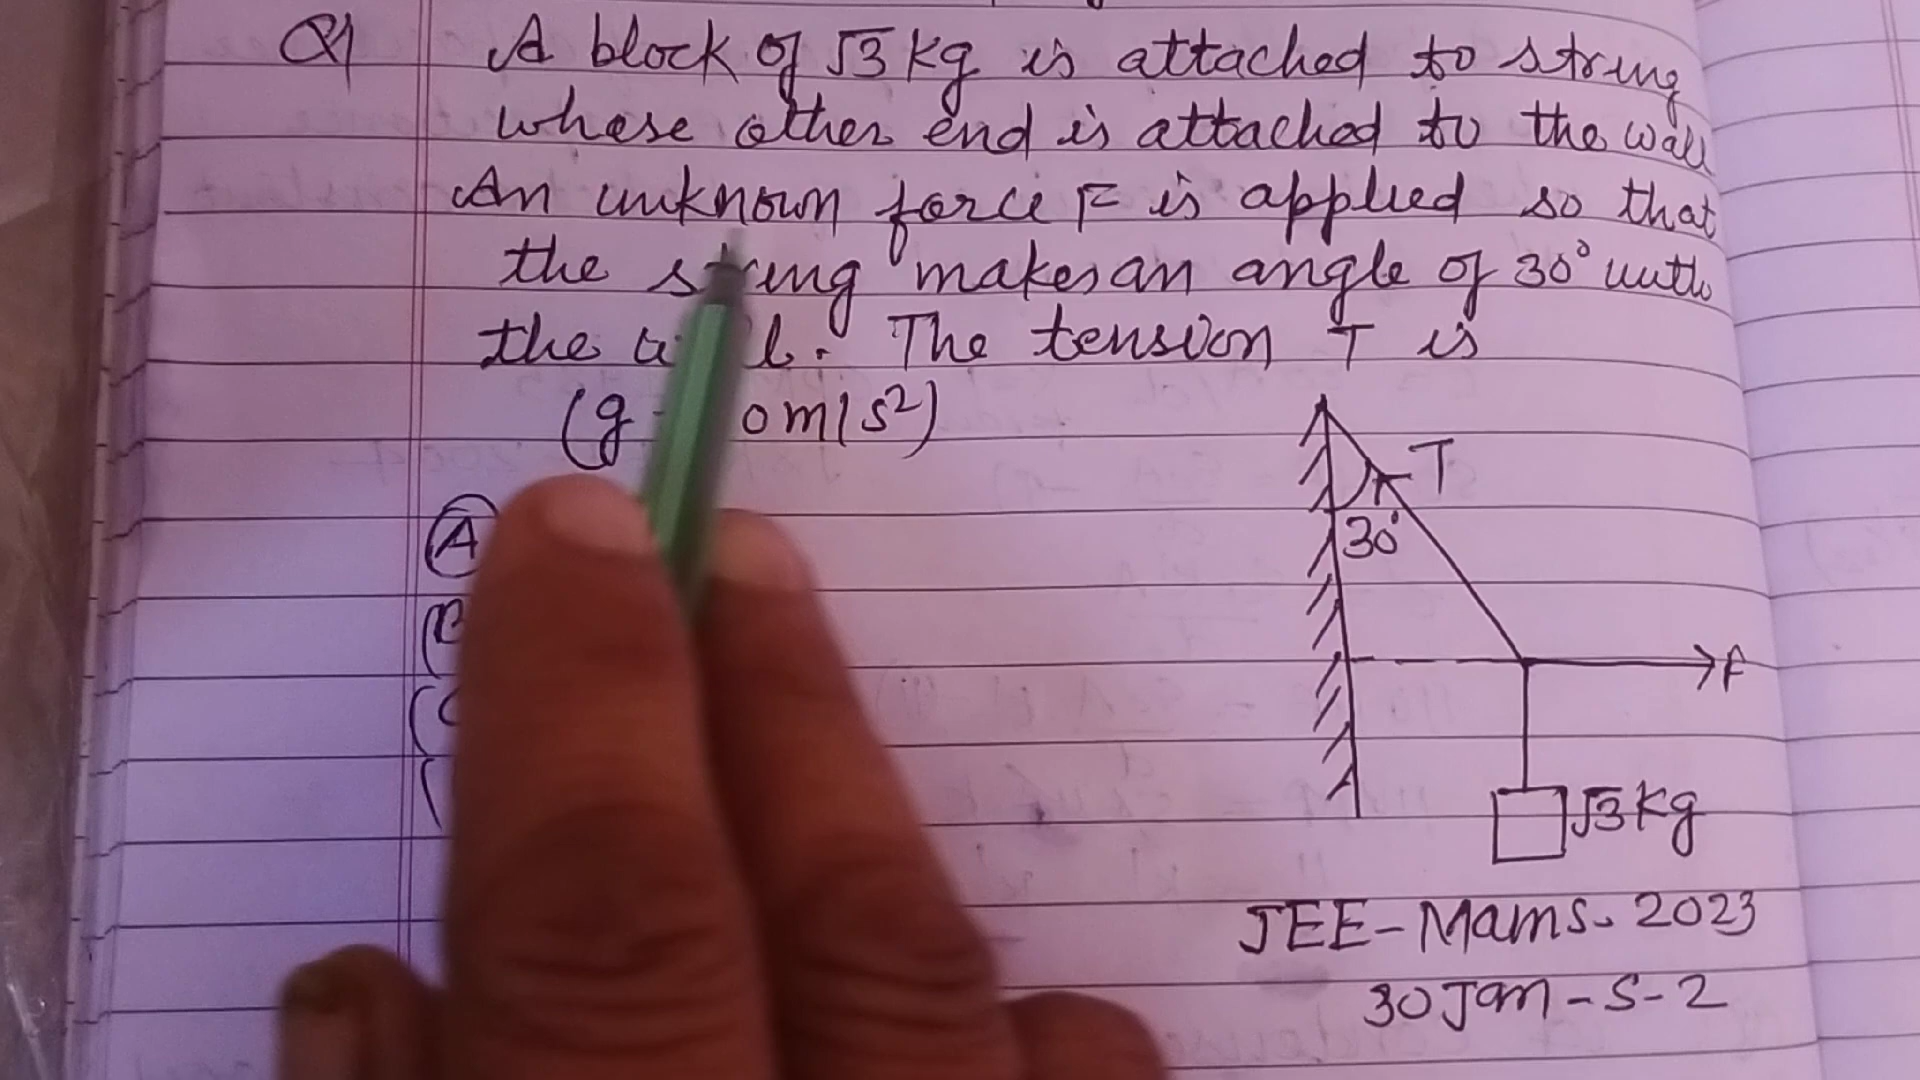 Q1 A block of √3 kg is attached to string
whose other end is attached to the wall
An unknown force F is applied so that
the string makes an angle of 30° with
the . The tension T is
(g 0 m/s²)
T
30°
F
√3 kg
(A
(B
(C
(
JEE-Mains. 2023
30 Jan - S-2